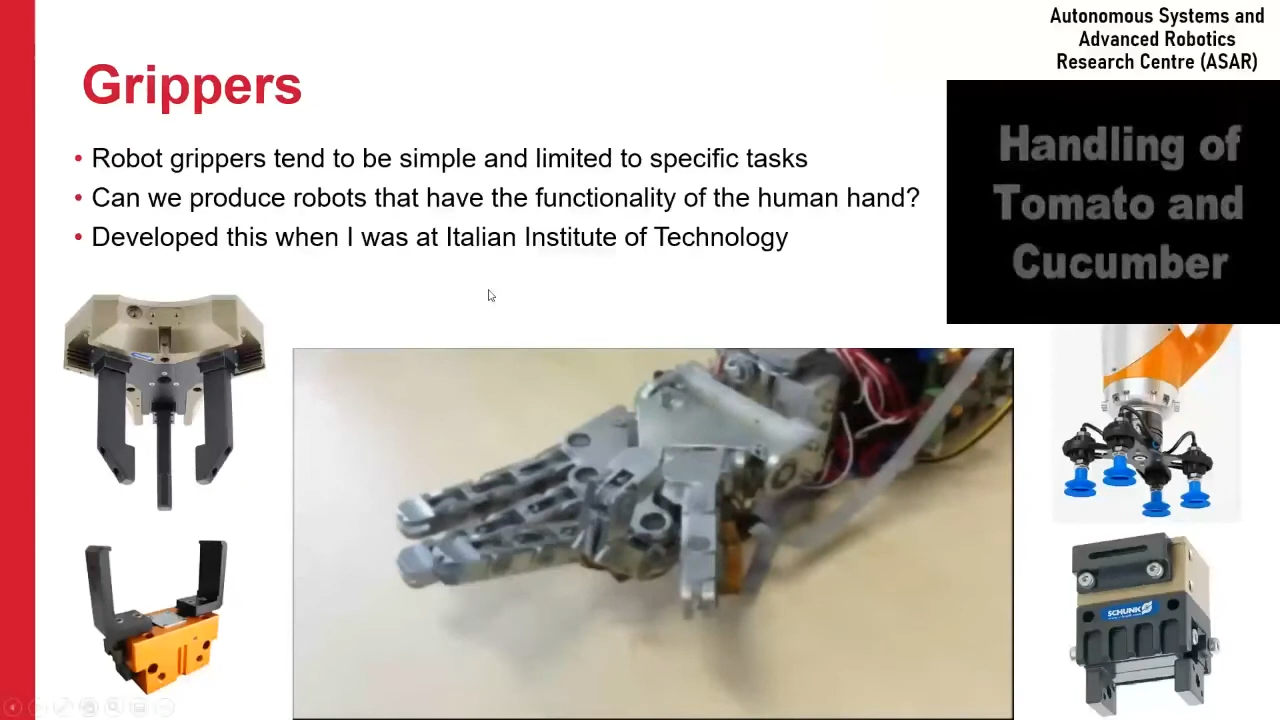 Autonomous Systems and
Advanced Robotics
Research Centre (ASAR)
Grippers
• Robot grippers tend to be simple and limited to specific tasks
• Can we produce robots that have the functionality of the human hand?
• Developed this when I was at Italian Institute of Technology
Handling of
Tomato and
Cucumber
SCHUNK